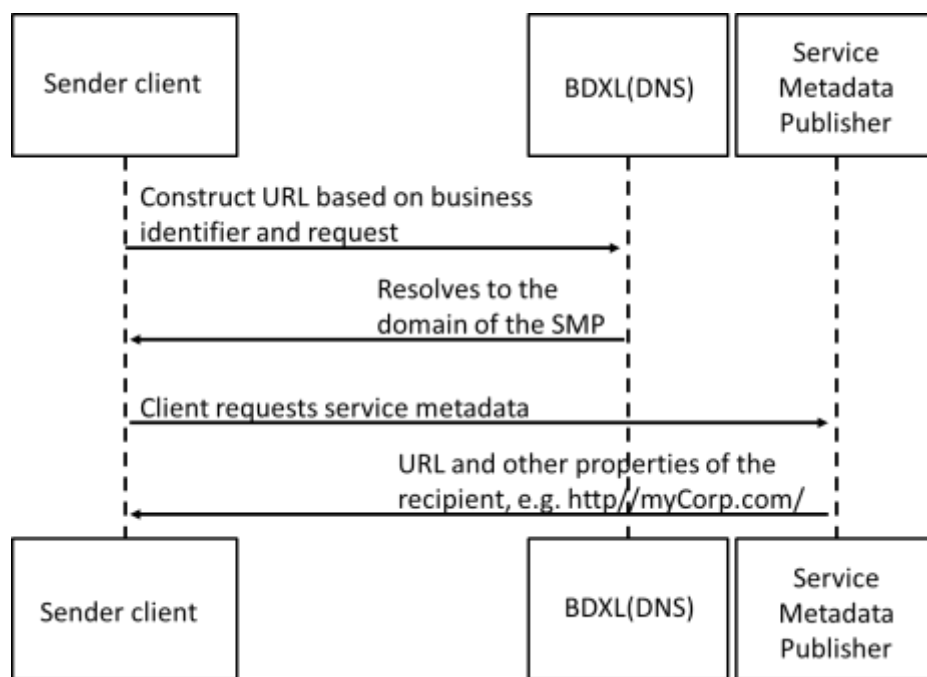 Sender client
BDXL(DNS)
Service
Metadata
Publisher
Construct URL based on business
identifier and request
Resolves to the
domain of the SMP
Client requests service metadata
URL and other properties of the
recipient, e.g. http//myCorp.com/
Sender client
BDXL(DNS)
Service
Metadata
Publisher